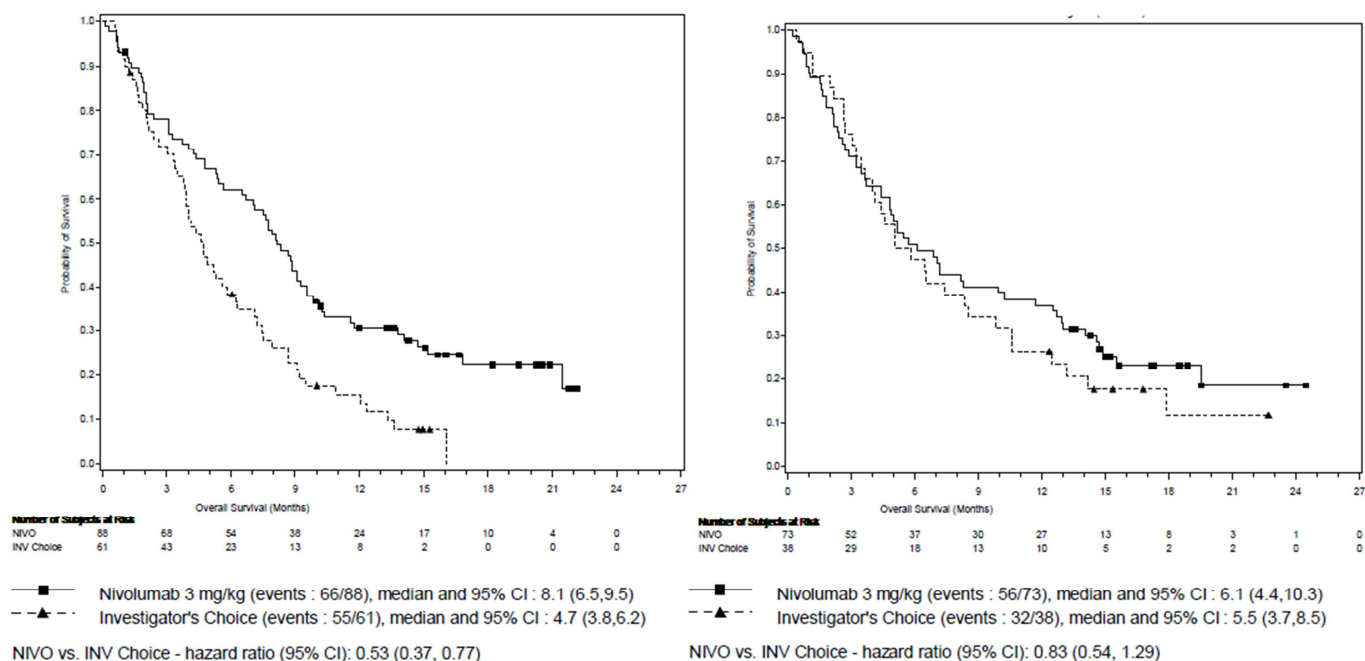 1.0
0.9
0.8
0.7
0.6
0.5
0.4
0.3
0.2
0.1
0.0
Probability of Survival
0 3 6 9 12 15 18 21 24 27
Overall Survival (Months)
Number of Subjects at Risk
NIVO 88 68 54 38 24 17 10 4 0 0
INV Choice 61 43 23 13 8 2 0 0 0 0
Nivolumab 3 mg/kg (events : 66/88), median and 95% CI : 8.1 (6.5,9.5)
Investigator's Choice (events : 55/61), median and 95% CI : 4.7 (3.8,6.2)
NIVO vs. INV Choice - hazard ratio (95% CI): 0.53 (0.37, 0.77)
1.0
0.9
0.8
0.7
0.6
0.5
0.4
0.3
0.2
0.1
0.0
Probability of Survival
0 3 6 9 12 15 18 21 24 27
Overall Survival (Months)
Number of Subjects at Risk
NIVO 73 52 37 30 27 13 8 3 1 0
INV Choice 38 29 18 13 10 5 2 2 0 0
Nivolumab 3 mg/kg (events : 56/73), median and 95% CI : 6.1 (4.4,10.3)
Investigator's Choice (events : 32/38), median and 95% CI : 5.5 (3.7,8.5)
NIVO vs. INV Choice - hazard ratio (95% CI): 0.83 (0.54, 1.29)